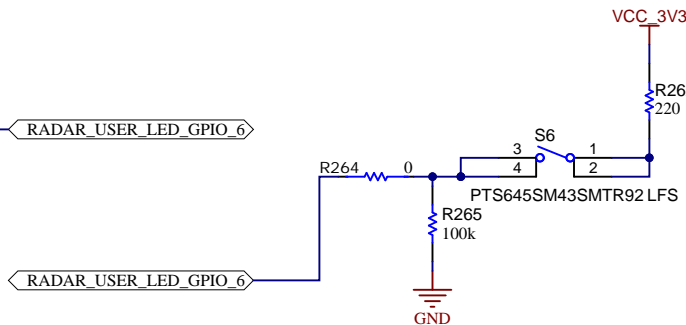 VCC_3V3
R26
220
RADAR_USER_LED_GPIO_6
S6
3
1
4
2
R264
0
PTS645SM43SMTR92 LFS
R265
100k
RADAR_USER_LED_GPIO_6
GND